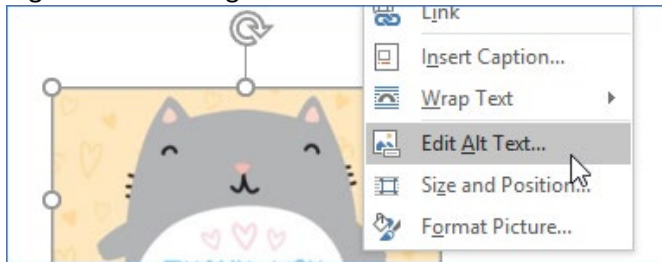 Link
Insert Caption...
Wrap Text
Edit Alt Text...
Size and Position...
Format Picture...